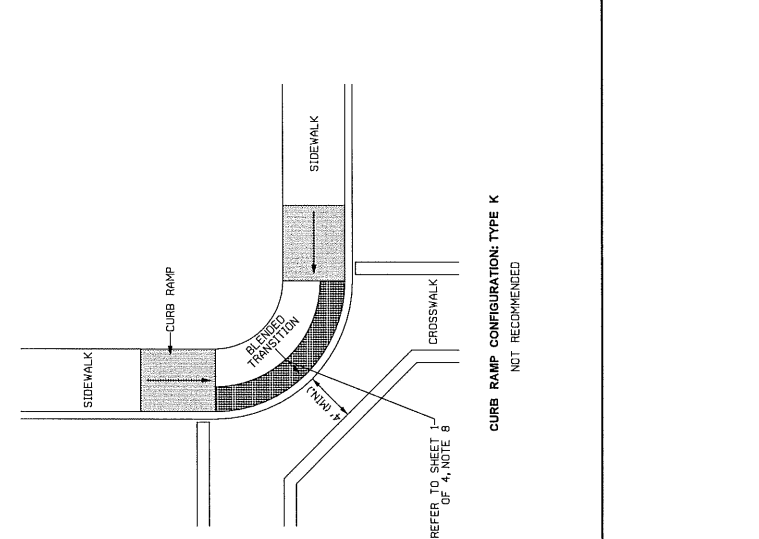 SIDEWALK
CURB RAMP
SIDEWALK
BLENDED
TRANSITION
4' (MIN.)
CROSSWALK
REFER TO SHEET 1
OF 4, NOTE 8
CURB RAMP CONFIGURATION: TYPE K
NOT RECOMMENDED